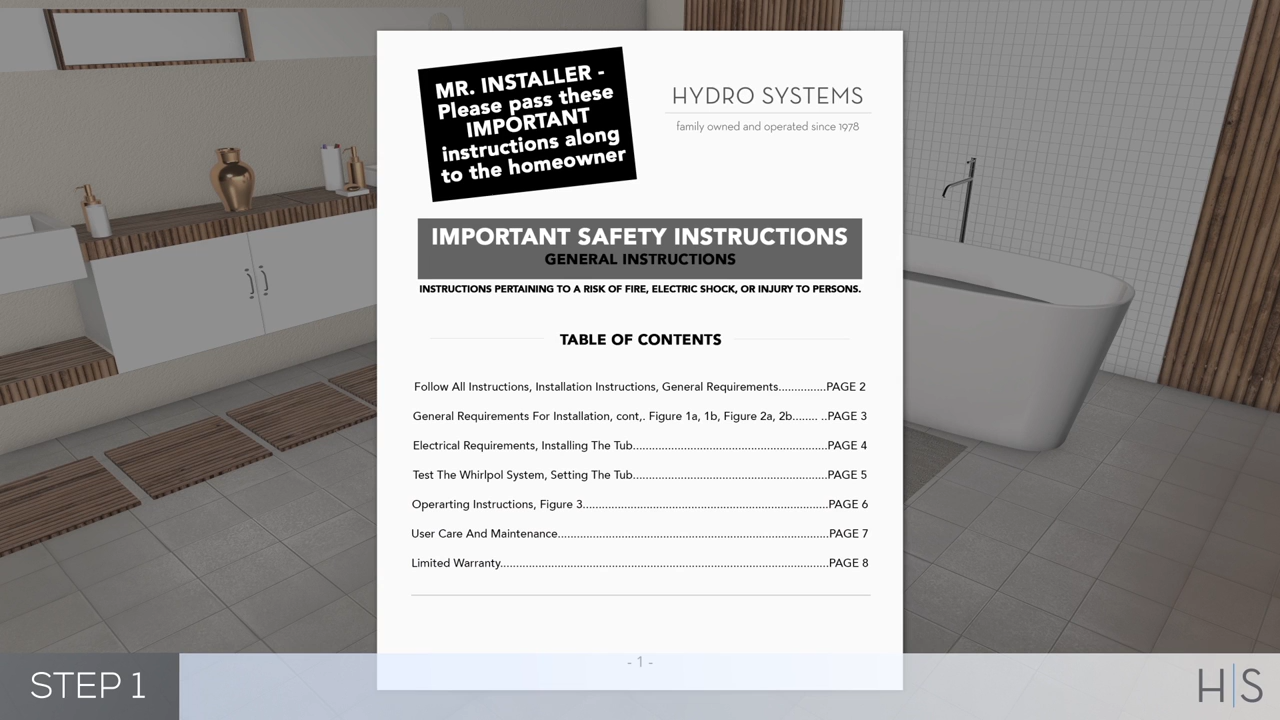 MR. INSTALLER -
Please pass these
IMPORTANT
instructions along
to the homeowner
HYDRO SYSTEMS
family owned and operated since 1978
IMPORTANT SAFETY INSTRUCTIONS
GENERAL INSTRUCTIONS
INSTRUCTIONS PERTAINING TO A RISK OF FIRE, ELECTRIC SHOCK, OR INJURY TO PERSONS.
TABLE OF CONTENTS
Follow All Instructions, Installation Instructions, General Requirements...............PAGE 2
General Requirements For Installation, cont,. Figure 1a, 1b, Figure 2a, 2b........ ..PAGE 3
Electrical Requirements, Installing The Tub.............................................................PAGE 4
Test The Whirlpol System, Setting The Tub.............................................................PAGE 5
Operarting Instructions, Figure 3.............................................................................PAGE 6
User Care And Maintenance.....................................................................................PAGE 7
Limited Warranty.......................................................................................................PAGE 8
- 1 -
STEP 1
H|S